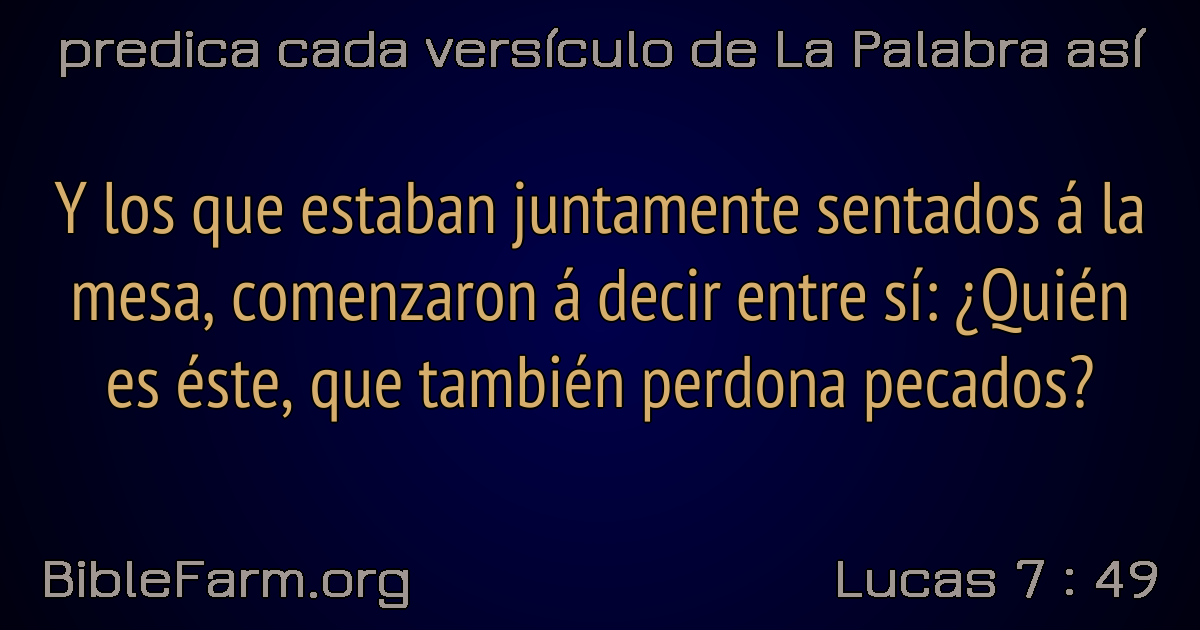 predica cada versículo de La Palabra así
Y los que estaban juntamente sentados á la
mesa, comenzaron á decir entre sí: ¿Quién
es éste, que también perdona pecados?
BibleFarm.org
Lucas 7 : 49